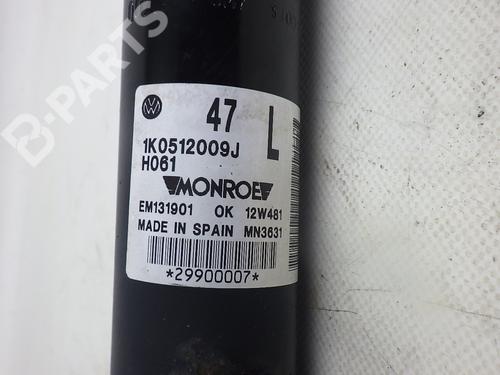 B-PARTS
47 L
1K0512009J
H061
MONROE
EM131901 OK 12W481
MADE IN SPAIN MN3631
*29900007*